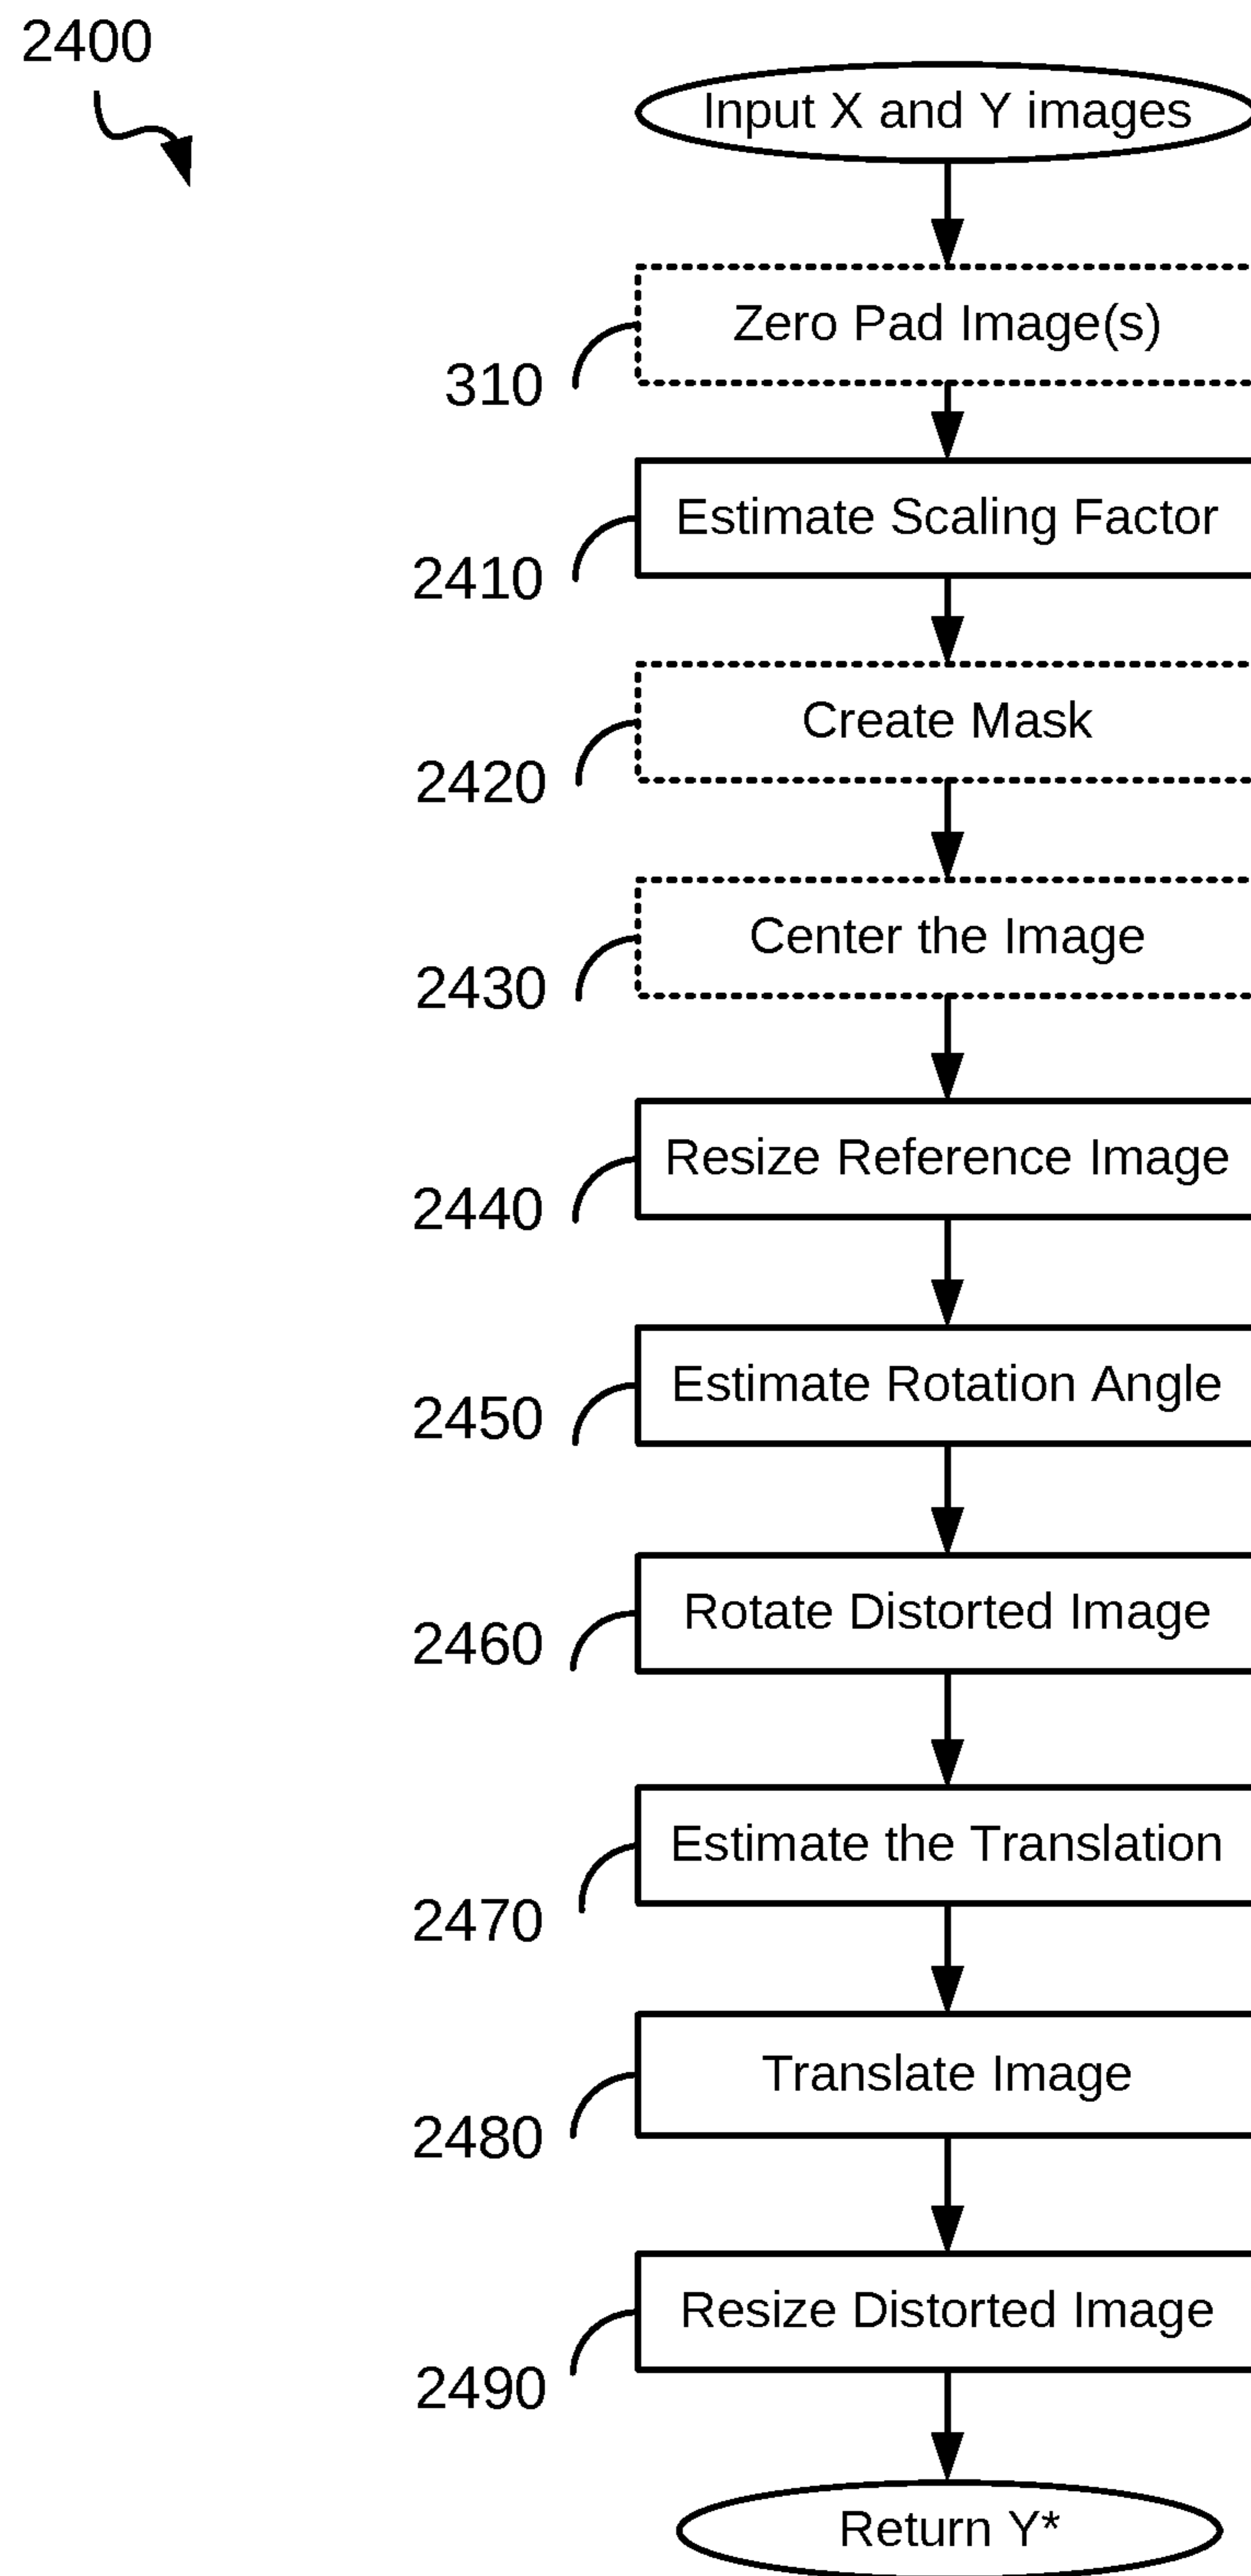 2400
Input X and Y images
Zero Pad Image(s)
310
Estimate Scaling Factor
2410
Create Mask
2420
Center the Image
2430
Resize Reference Image
2440
Estimate Rotation Angle
2450
Rotate Distorted Image
2460
Estimate the Translation
2470
Translate Image
2480
Resize Distorted Image
2490
Return Y*